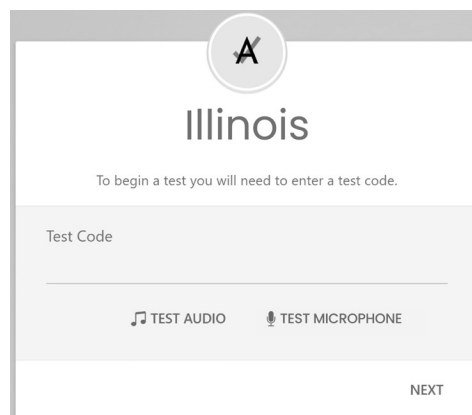 A
Illinois
To begin a test you will need to enter a test code.
Test Code
TEST AUDIO TEST MICROPHONE
NEXT